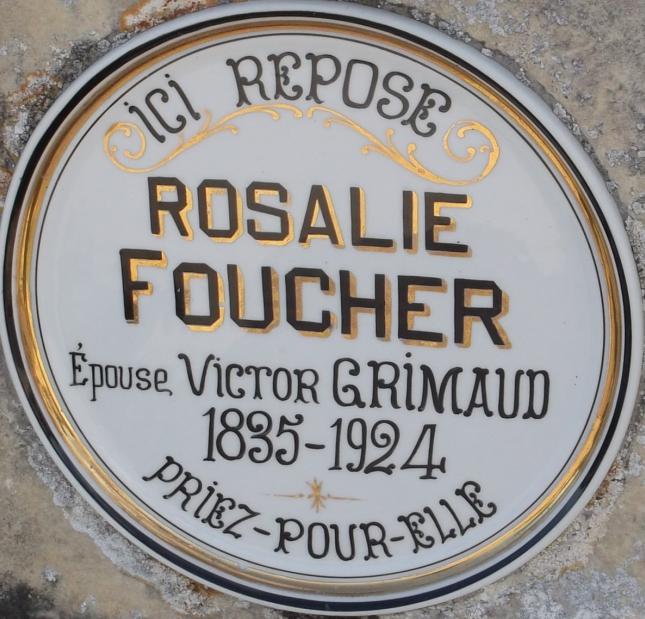 iCi REPOSE
ROSALIE
FOUCHER
Épouse VicTOR GRiMAUD
1835-1924
PRiEZ-POUR-ELLE